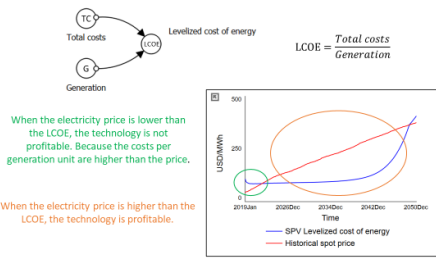 TC
Total costs
LCOE
Levelized cost of energy
G
Generation
LCOE = Total costs
Generation
When the electricity price is lower than
the LCOE, the technology is not
profitable. Because the costs per
generation unit are higher than the price.
When the electricity price is higher than the
LCOE, the technology is profitable.
500
250
0
USD/MWh
2018Jan 2026Dec 2034Dec 2042Dec 2050Dec
Time
SPV Levelized cost of energy
Historical spot price